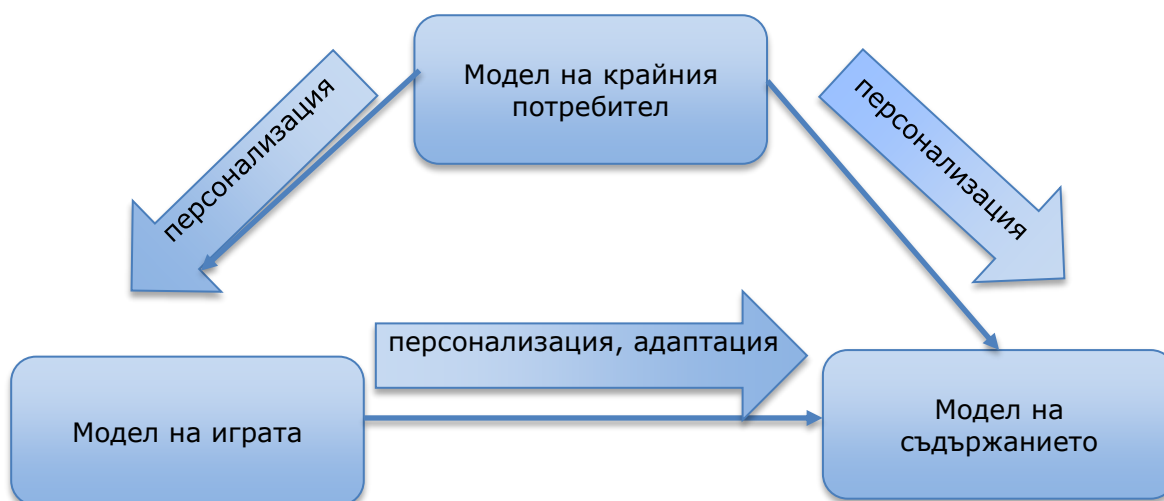 Модел на крайния
потребител
персонализация
персонализация
персонализация, адаптация
Модел на играта
Модел на
съдържанието